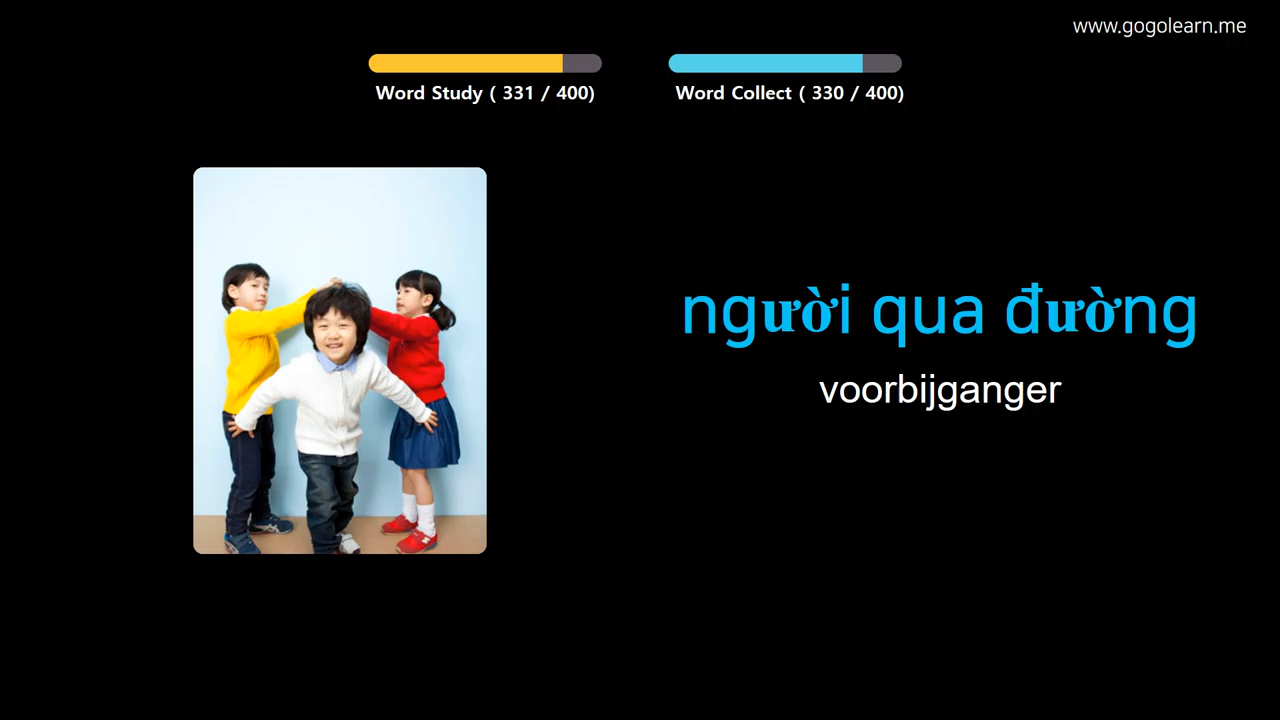 www.gogolearn.me
Word Study ( 331 / 400)
Word Collect ( 330 / 400)
người qua đường
voorbijganger